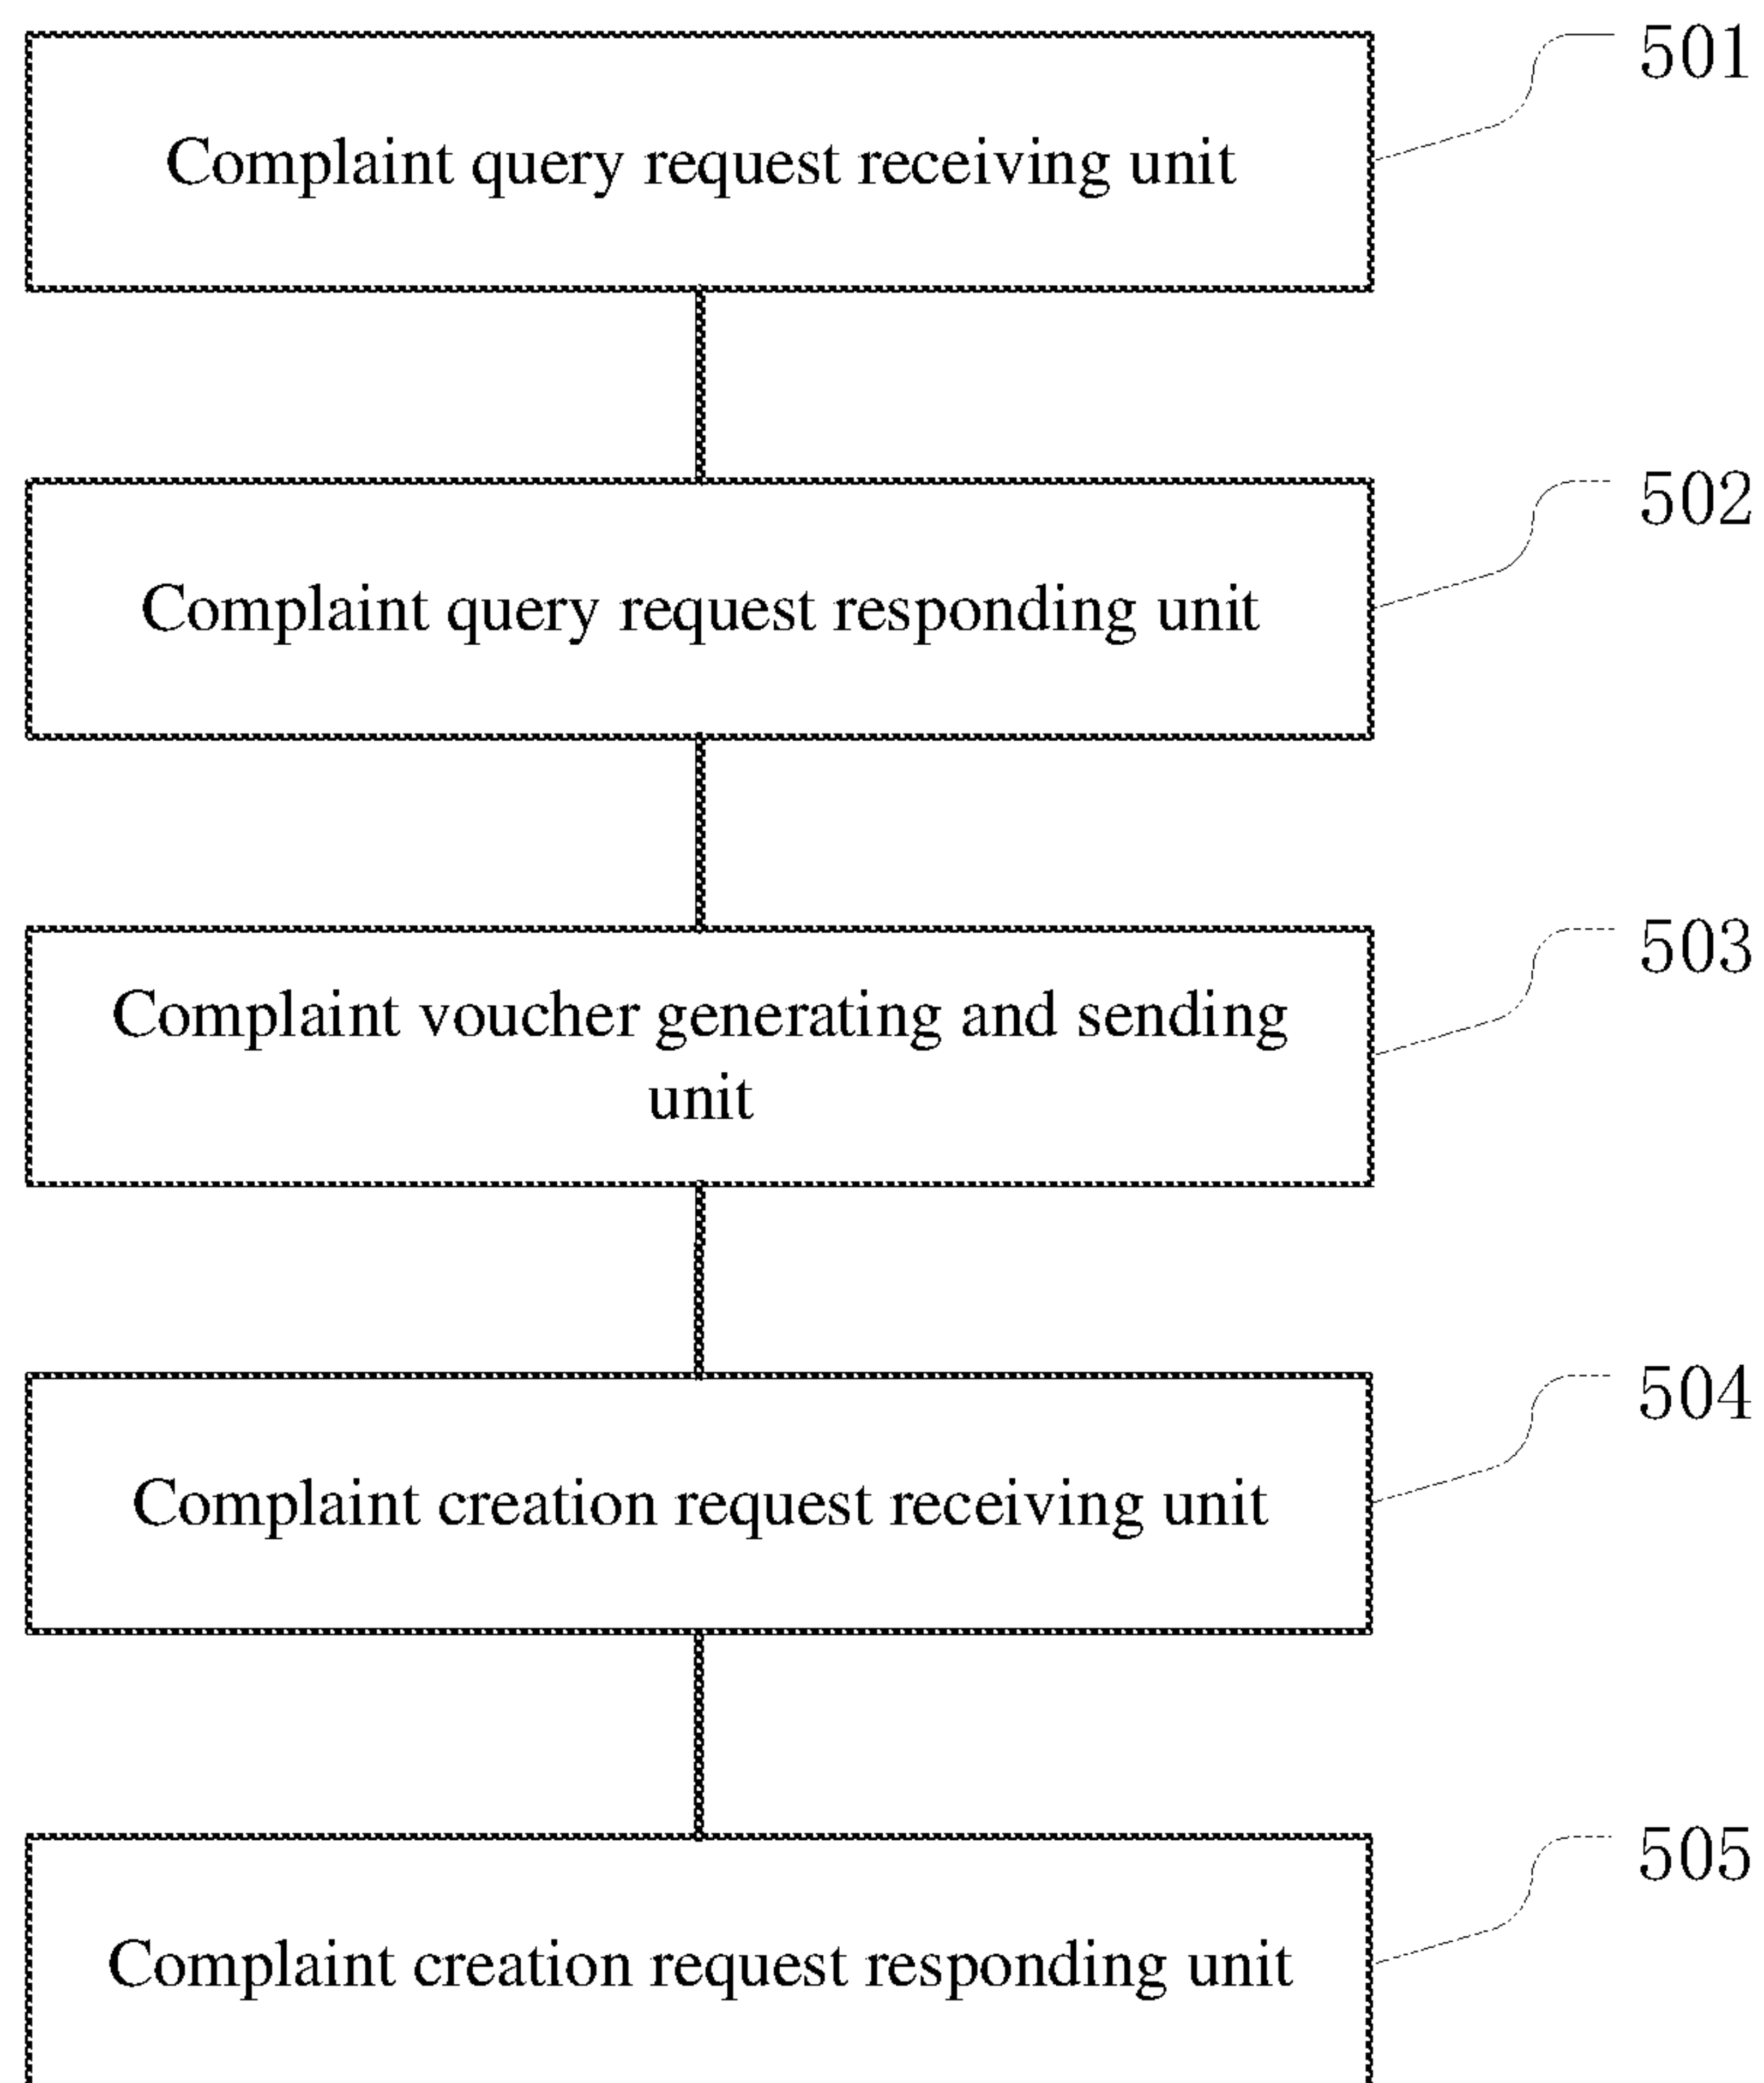 501
Complaint query request receiving unit
502
Complaint query request responding unit
503
Complaint voucher generating and sending
unit
504
Complaint creation request receiving unit
505
Complaint creation request responding unit